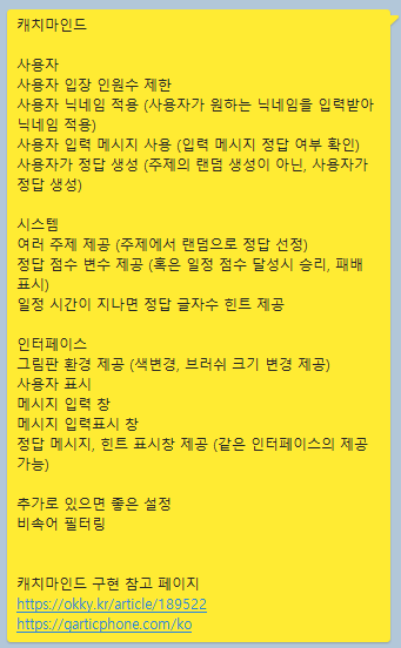 캐치마인드
사용자
사용자 입장 인원수 제한
사용자 닉네임 적용 (사용자가 원하는 닉네임을 입력받아
닉네임 적용)
사용자 입력 메시지 사용 (입력 메시지 정답 여부 확인)
사용자가 정답 생성 (주제의 랜덤 생성이 아닌, 사용자가
정답 생성)
시스템
여러 주제 제공 (주제에서 랜덤으로 정답 선정)
정답 점수 변수 제공 (혹은 일정 점수 달성시 승리, 패배
표시)
일정 시간이 지나면 정답 글자수 힌트 제공
인터페이스
그림판 환경 제공 (색변경, 브러쉬 크기 변경 제공)
사용자 표시
메시지 입력 창
메시지 입력표시 창
정답 메시지, 힌트 표시창 제공 (같은 인터페이스의 제공
가능)
추가로 있으면 좋은 설정
비속어 필터링
캐치마인드 구현 참고 페이지
https://okky.kr/article/189522
https://garticphone.com/ko